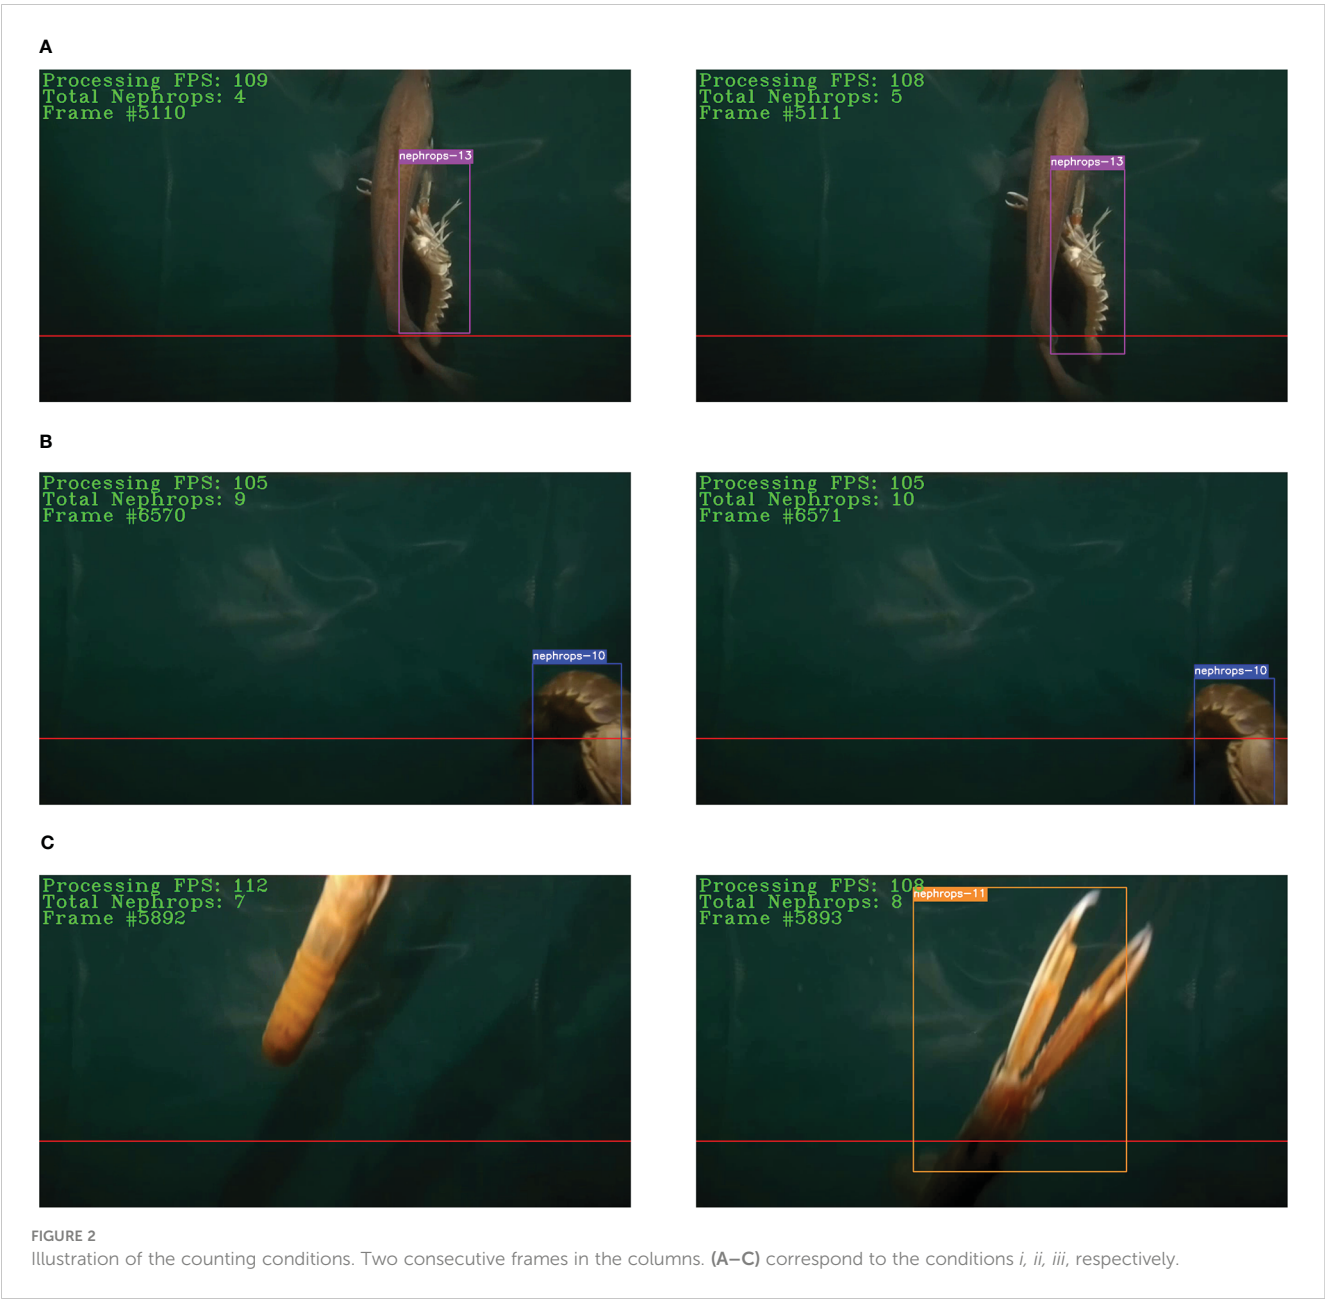 A
Processing FPS: 109
Total Nephrops: 4
Frame #5110
nephrops-13
Processing FPS: 108
Total Nephrops: 5
Frame #5111
nephrops-13
B
Processing FPS: 105
Total Nephrops: 9
Frame #6570
nephrops-10
Processing FPS: 105
Total Nephrops: 10
Frame #6571
nephrops-10
C
Processing FPS: 112
Total Nephrops: 7
Frame #5892
Processing FPS: 108
Total Nephrops: 8
Frame #5893
nephrops-11
FIGURE 2
Illustration of the counting conditions. Two consecutive frames in the columns. (A–C) correspond to the conditions i, ii, iii, respectively.